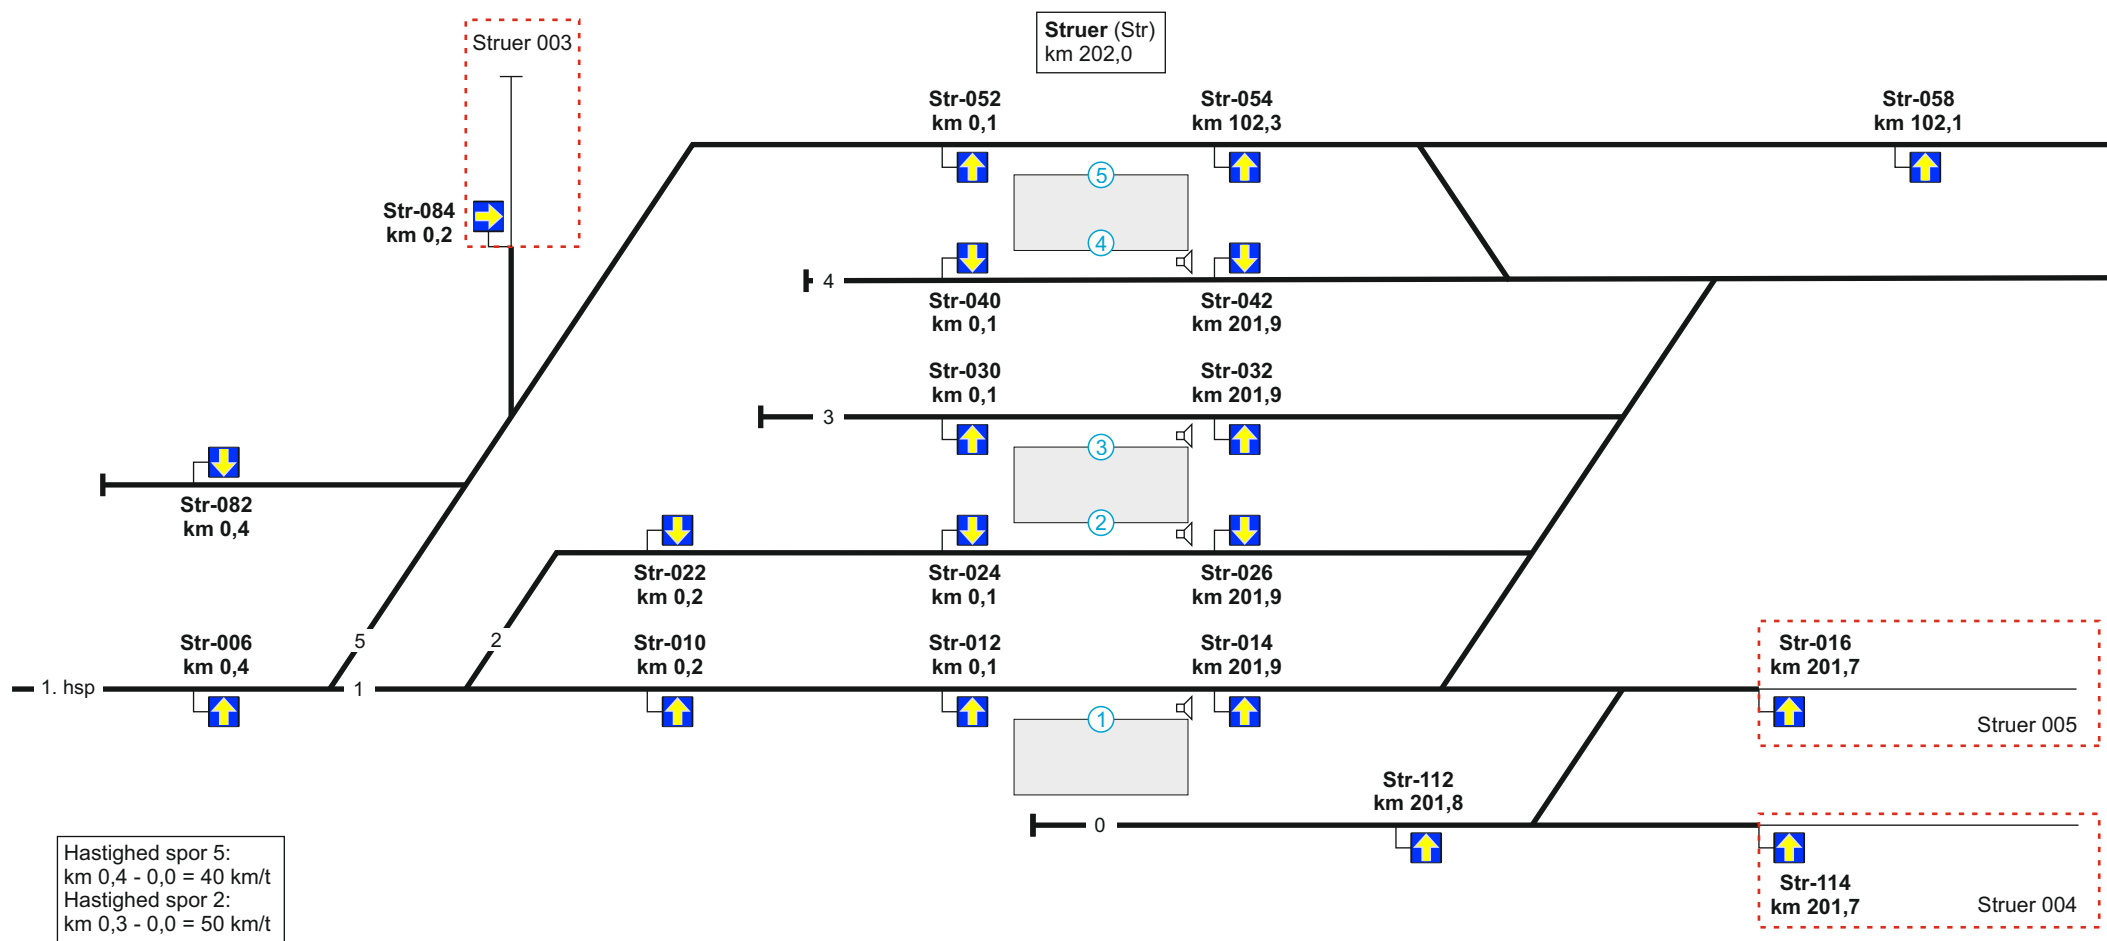 Struer 003
Struer (Str)
km 202,0
Str-052
km 0,1
Str-054
km 102,3
Str-058
km 102,1
5
Str-084
km 0,2
4
4
Str-040
km 0,1
Str-042
km 201,9
Str-030
km 0,1
Str-032
km 201,9
3
3
Str-082
km 0,4
2
Str-022
km 0,2
Str-024
km 0,1
Str-026
km 201,9
Str-006
km 0,4
5
2
Str-010
km 0,2
Str-012
km 0,1
Str-014
km 201,9
Str-016
km 201,7
1. hsp
1
1
Struer 005
Str-112
km 201,8
0
Str-114
km 201,7
Struer 004
Hastighed spor 5:
km 0,4 - 0,0 = 40 km/t
Hastighed spor 2:
km 0,3 - 0,0 = 50 km/t